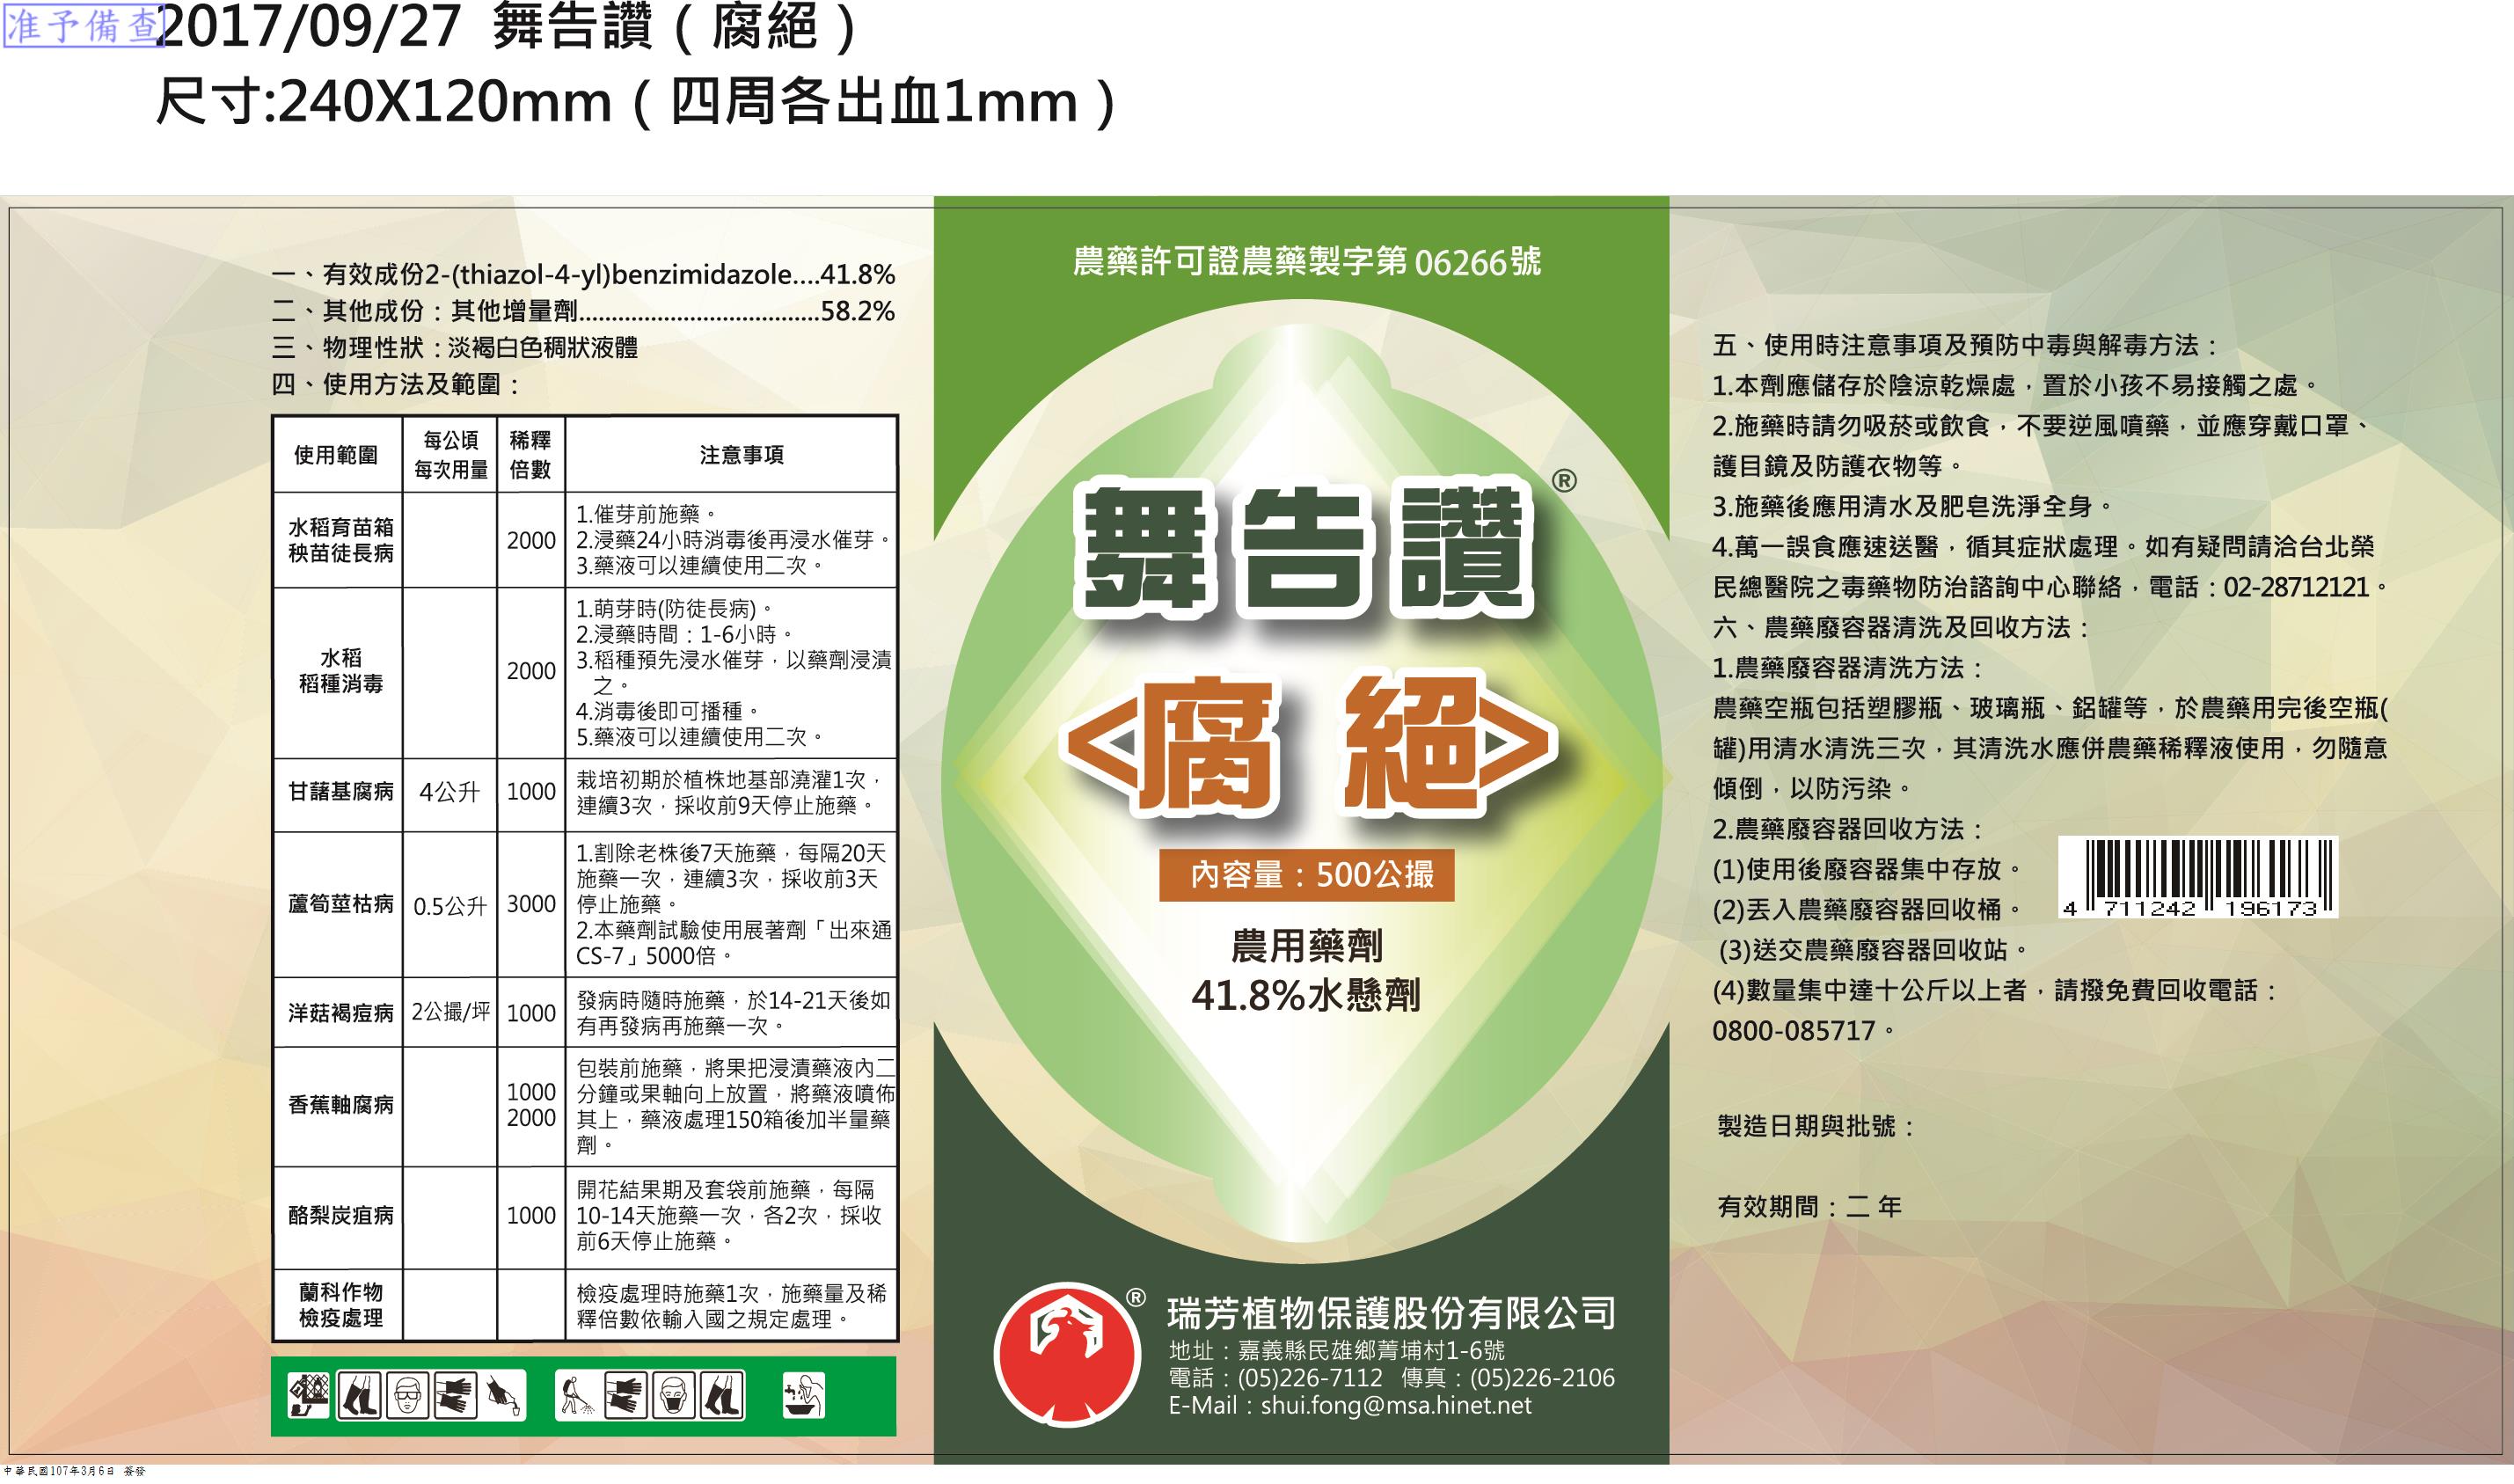 准予備查
2017/09/27 舞告讚（腐絕）
尺寸:240X120mm（四周各出血1mm）
一、有效成份2-(thiazol-4-yl)benzimidazole....41.8%
二、其他成份：其他增量劑.....................................58.2%
三、物理性狀：淡褐白色稠狀液體
四、使用方法及範圍：
使用範圍
每公頃
每次用量
稀釋
倍數
注意事項
水稻育苗箱
秧苗徒長病
2000
1.催芽前施藥。
2.浸藥24小時消毒後再浸水催芽。
3.藥液可以連續使用二次。
水稻
稻種消毒
2000
1.萌芽時(防徒長病)。
2.浸藥時間：1-6小時。
3.稻種預先浸水催芽，以藥劑浸漬
之。
4.消毒後即可播種。
5.藥液可以連續使用二次。
甘藷基腐病
4公升
1000
栽培初期於植株地基部澆灌1次，
連續3次，採收前9天停止施藥。
蘆筍莖枯病
0.5公升
3000
1.割除老株後7天施藥，每隔20天
施藥一次，連續3次，採收前3天
停止施藥。
2.本藥劑試驗使用展著劑「出來通
CS-7」5000倍。
洋菇褐痘病
2公撮/坪
1000
發病時隨時施藥，於14-21天後如
有再發病再施藥一次。
香蕉軸腐病
1000
2000
包裝前施藥，將果把浸漬藥液內二
分鐘或果軸向上放置，將藥液噴佈
其上，藥液處理150箱後加半量藥
劑。
酪梨炭疽病
1000
開花結果期及套袋前施藥，每隔
10-14天施藥一次，各2次，採收
前6天停止施藥。
蘭科作物
檢疫處理
檢疫處理時施藥1次，施藥量及稀
釋倍數依輸入國之規定處理。
農藥許可證農藥製字第06266號
舞告讚®
<腐絕>
內容量：500公撮
農用藥劑
41.8%水懸劑
®
瑞芳植物保護股份有限公司
地址：嘉義縣民雄鄉菁埔村1-6號
電話：(05)226-7112 傳真：(05)226-2106
E-Mail：shui.fong@msa.hinet.net
五、使用時注意事項及預防中毒與解毒方法：
1.本劑應儲存於陰涼乾燥處，置於小孩不易接觸之處。
2.施藥時請勿吸菸或飲食，不要逆風噴藥，並應穿戴口罩、
護目鏡及防護衣物等。
3.施藥後應用清水及肥皂洗淨全身。
4.萬一誤食應速送醫，循其症狀處理。如有疑問請洽台北榮
民總醫院之毒藥物防治諮詢中心聯絡，電話：02-28712121。
六、農藥廢容器清洗及回收方法：
1.農藥廢容器清洗方法：
農藥空瓶包括塑膠瓶、玻璃瓶、鋁罐等，於農藥用完後空瓶(
罐)用清水清洗三次，其清洗水應併農藥稀釋液使用，勿隨意
傾倒，以防污染。
2.農藥廢容器回收方法：
(1)使用後廢容器集中存放。
(2)丟入農藥廢容器回收桶。
(3)送交農藥廢容器回收站。
(4)數量集中達十公斤以上者，請撥免費回收電話：
0800-085717。
4 711242 196173
製造日期與批號：
有效期間：二 年
中華民國107年3月6日 簽發